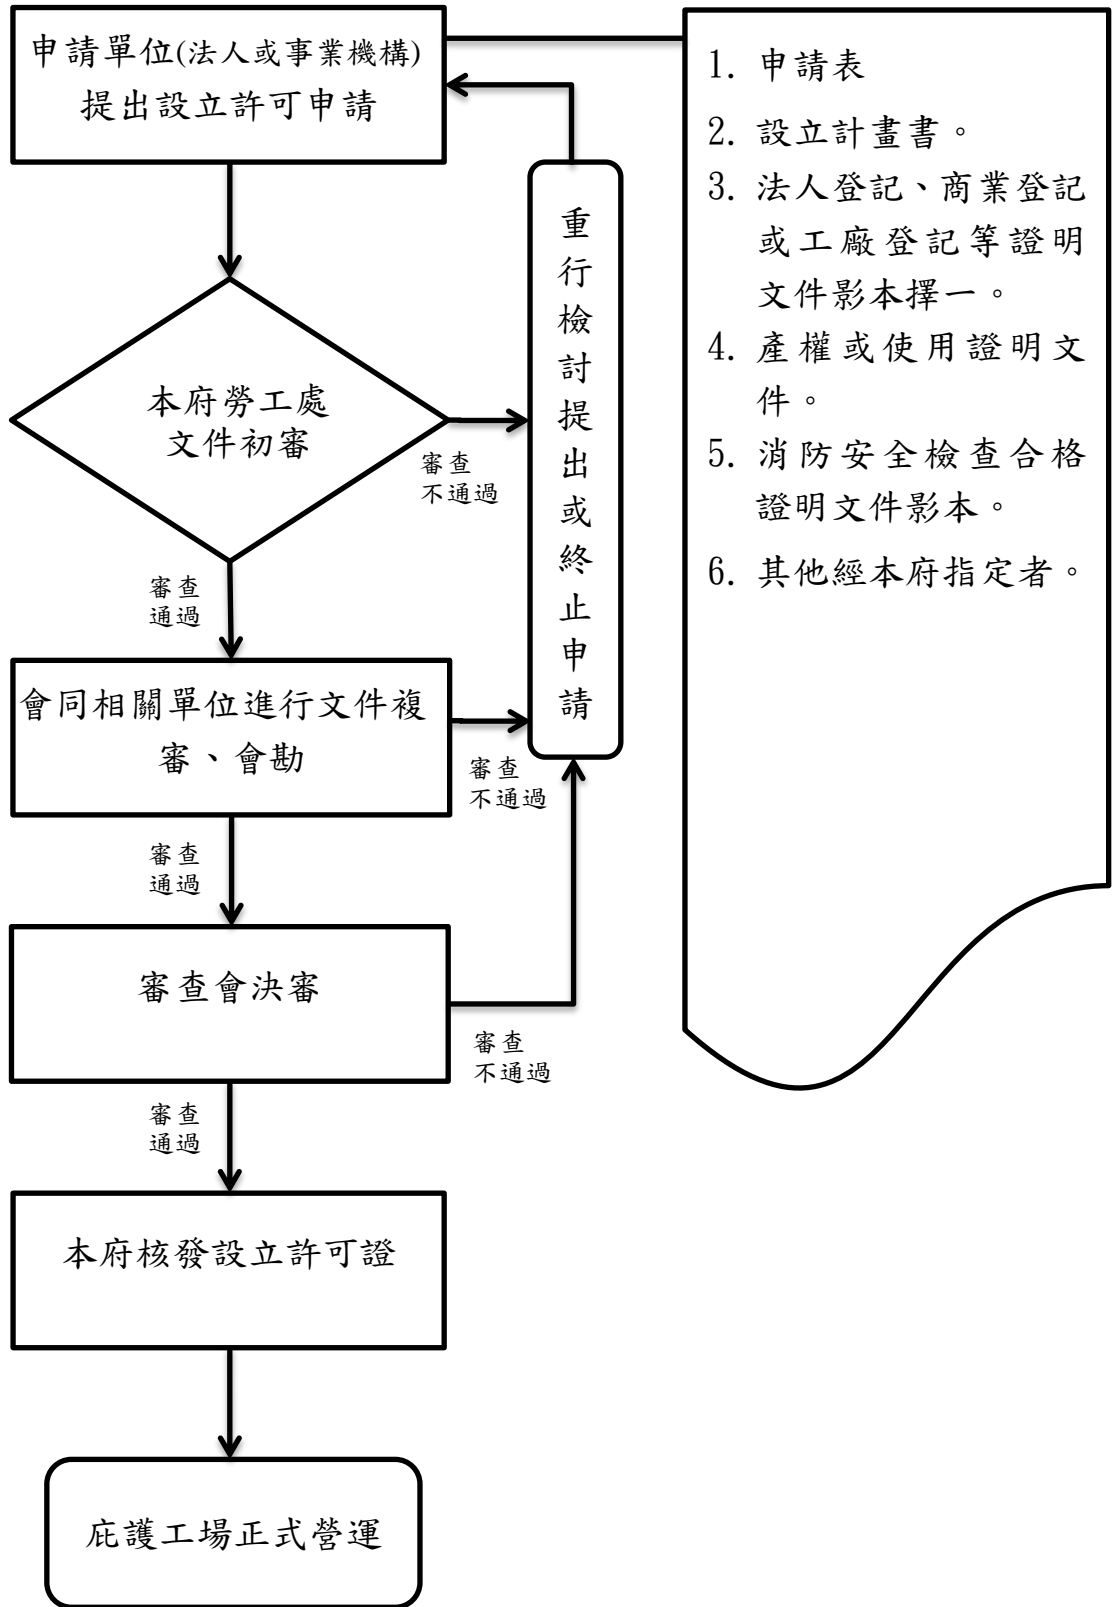 申請單位(法人或事業機構)
提出設立許可申請
本府勞工處
文件初審
審查
不通過
審查
通過
會同相關單位進行文件複
審、會勘
審查
不通過
審查
通過
審查會決審
審查
不通過
審查
通過
本府核發設立許可證
庇護工場正式營運
重行檢討提出或終止申請
1. 申請表
2. 設立計畫書。
3. 法人登記、商業登記
或工廠登記等證明
文件影本擇一。
4. 產權或使用證明文
件。
5. 消防安全檢查合格
證明文件影本。
6. 其他經本府指定者。